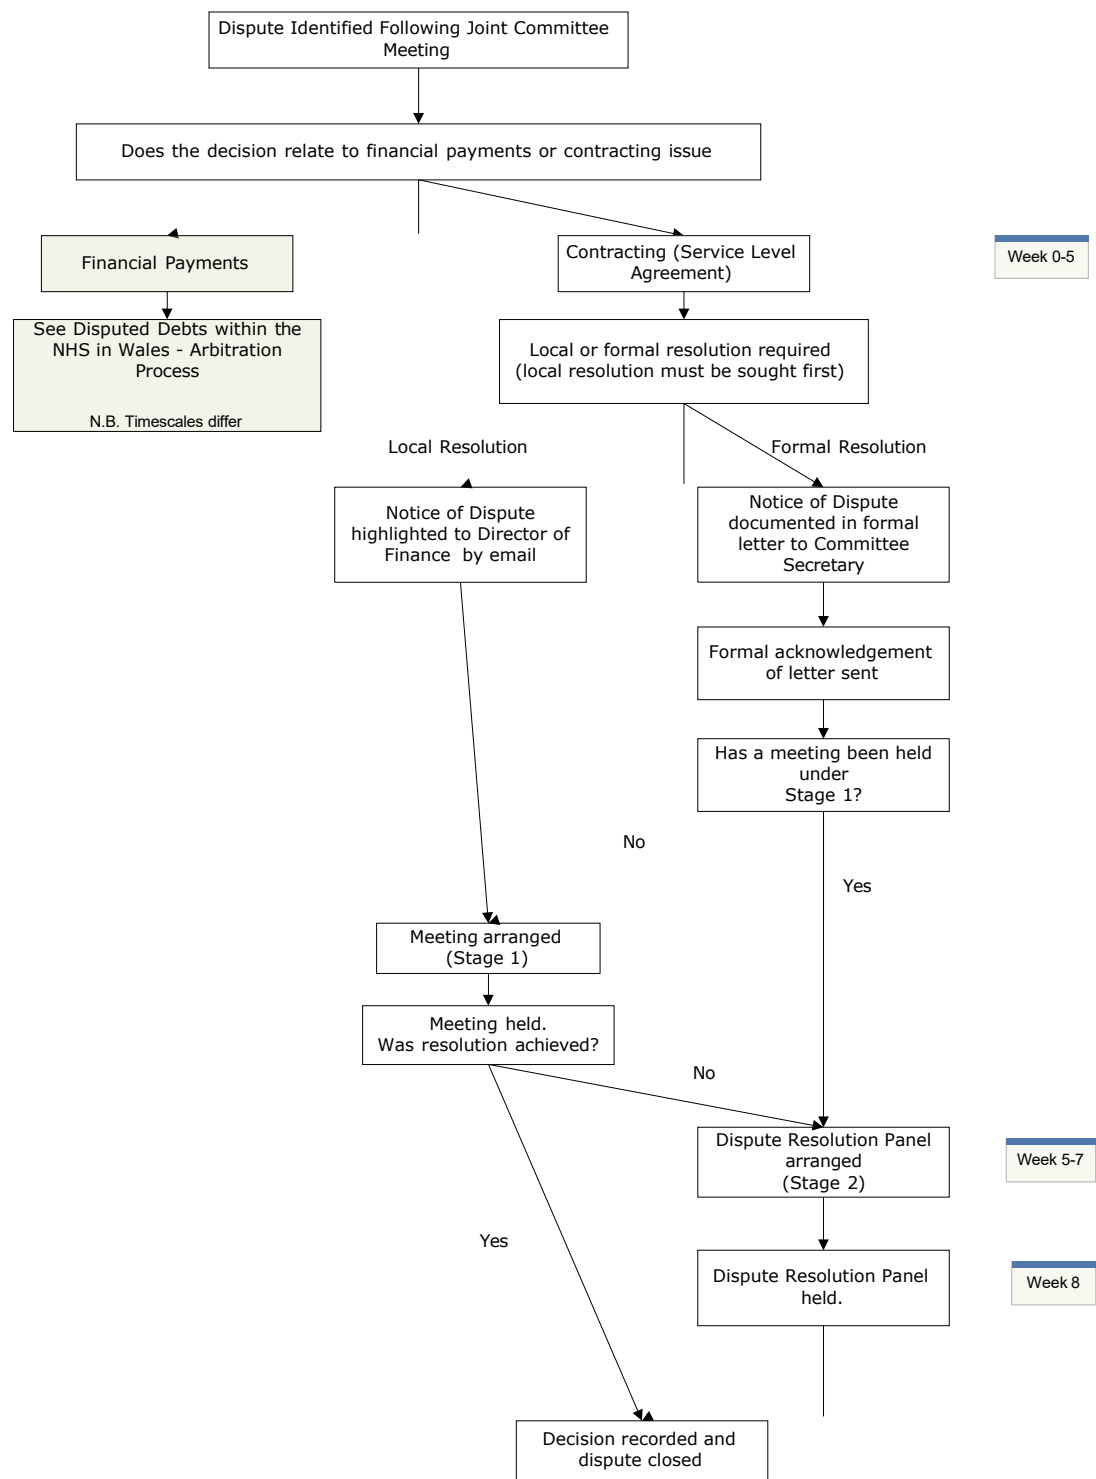 Dispute Identified Following Joint Committee
Meeting
Does the decision relate to financial payments or contracting issue
Financial Payments
Contracting (Service Level
Agreement)
Week 0-5
See Disputed Debts within the
NHS in Wales - Arbitration
Process
N.B. Timescales differ
Local or formal resolution required
(local resolution must be sought first)
Local Resolution
Formal Resolution
Notice of Dispute
highlighted to Director of
Finance by email
Notice of Dispute
documented in formal
letter to Committee
Secretary
Formal acknowledgement
of letter sent
Has a meeting been held
under
Stage 1?
No
Yes
Meeting arranged
(Stage 1)
Meeting held.
Was resolution achieved?
No
Dispute Resolution Panel
arranged
(Stage 2)
Week 5-7
Yes
Dispute Resolution Panel
held.
Week 8
Decision recorded and
dispute closed